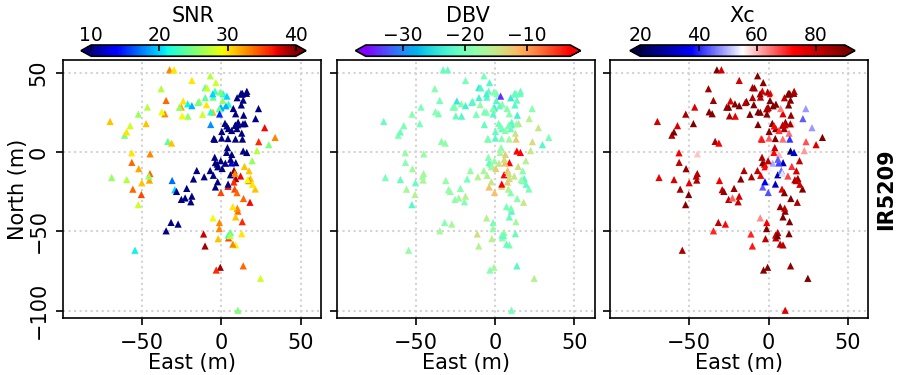 SNR DBV Xc
10 20 30 40 −30 −20 −10 20 40 60 80
50
0
−50
−100
North (m)
−50 0 50 −50 0 50 −50 0 50
East (m) East (m) East (m)
IR5209